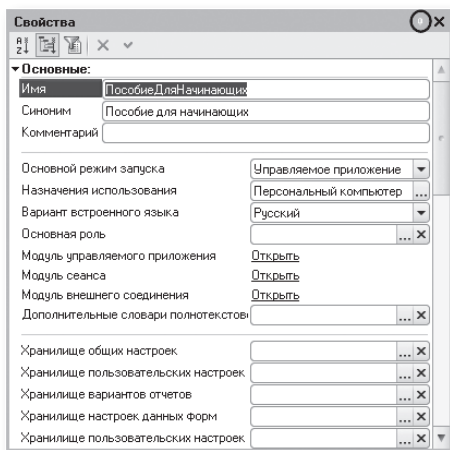 Свойства
Основные:
Имя ПособиеДляНачинающих
Синоним Пособие для начинающих
Комментарий
Основной режим запуска Управляемое приложение
Назначения использования Персональный компьютер ...
Вариант встроенного языка Русский
Основная роль ...
Модуль управляемого приложения Открыть
Модуль сеанса Открыть
Модуль внешнего соединения Открыть
Дополнительные словари полнотекстов ...
Хранилище общих настроек ...
Хранилище пользовательских настроек ...
Хранилище вариантов отчетов ...
Хранилище настроек данных форм ...
Хранилище пользовательских настроек ...